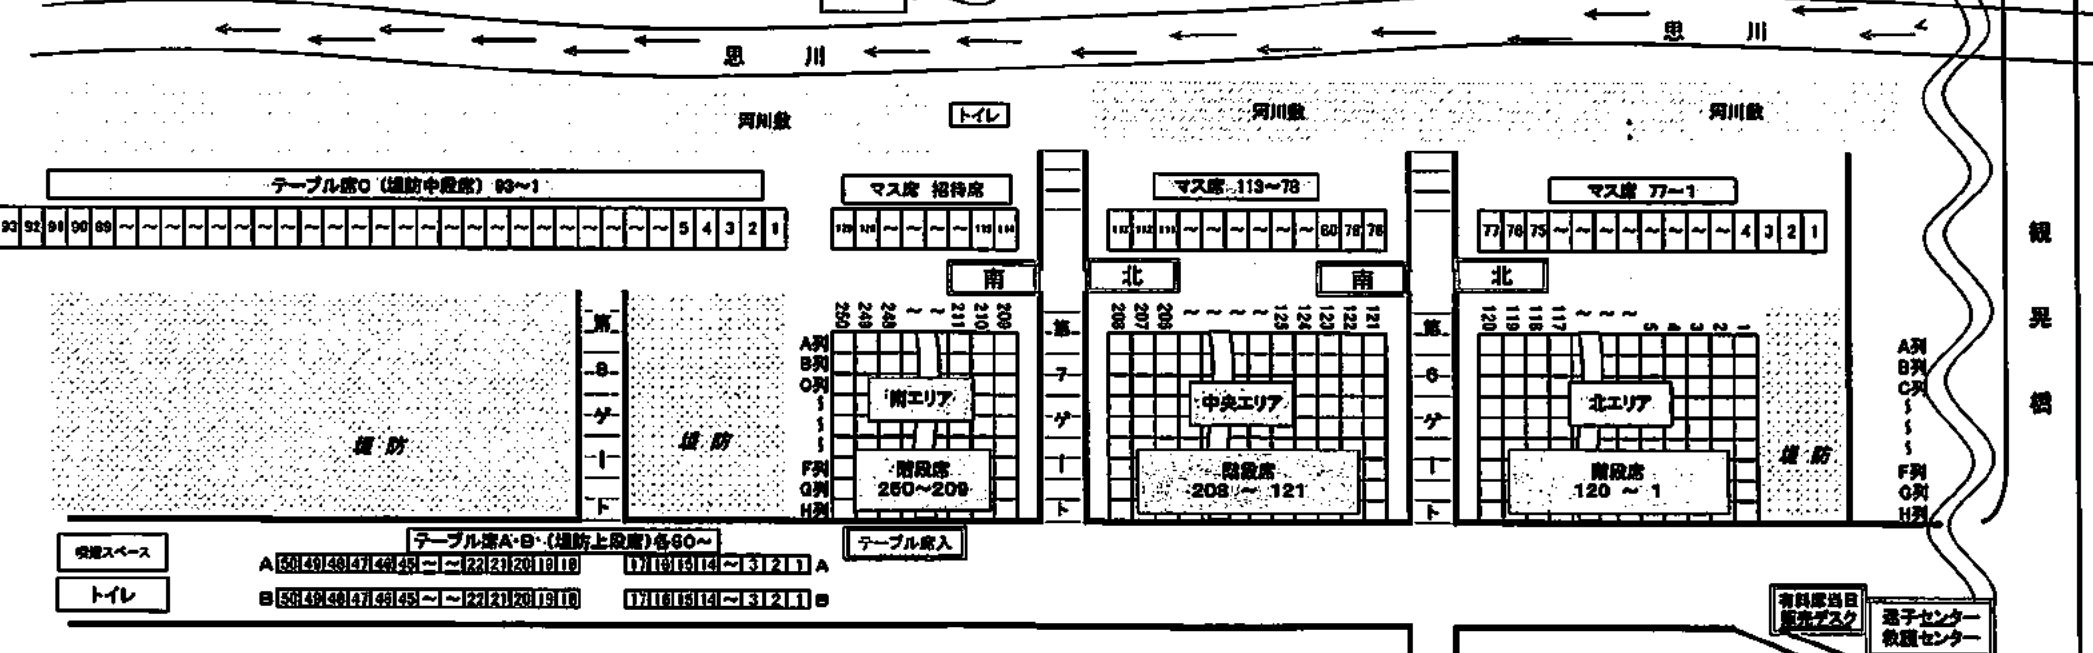 思 川
思 川
河川敷
トイレ
河川敷
河川敷
テーブル席C (堤防中段席) 93～1
マス席 招待席
マス席 113～78
マス席 77～1
93 92 91 90 89 ～ ～ ～ ～ ～ ～ ～ ～ ～ ～ ～ ～ ～ ～ ～ ～ ～ ～ ～ ～ ～ ～ ～ 5 4 3 2 1
～ ～ ～ ～ 115 114
112 111 ～ ～ ～ ～ ～ ～ 79 78
77 76 75 ～ ～ ～ ～ ～ ～ ～ ～ 4 3 2 1
南
北
南
北
観晃橋
250 249 248 ～ ～ 211 210 209
208 207 206 ～ ～ ～ ～ 125 124 123 122 121
120 119 118 117 ～ ～ ～ 5 4 3 2 1
第8ゲート
第7ゲート
第6ゲート
A列
B列
C列
～
～
～
F列
G列
H列
南エリア
中央エリア
北エリア
階段席
250～209
階段席
208 ～ 121
階段席
120 ～ 1
A列
B列
C列
～
～
～
F列
G列
H列
堤 防
堤 防
堤 防
喫煙スペース
トイレ
テーブル席A・B・(堤防上段席)各50～
テーブル席入
A 50 49 48 47 46 45 ～ ～ 22 21 20 19 18
17 16 15 14 ～ 3 2 1 A
B 50 49 48 47 46 45 ～ ～ 22 21 20 19 18
17 16 15 14 ～ 3 2 1 B
有料席当日
販売デスク
迷子センター
救護センター